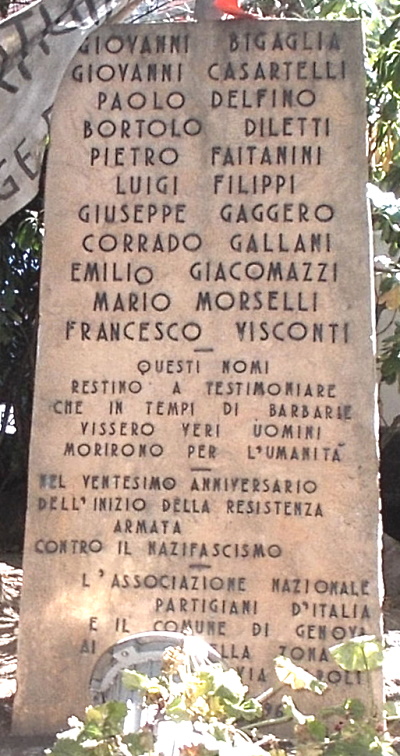 GIOVANNI BIGAGLIA
GIOVANNI CASARTELLI
PAOLO DELFINO
BORTOLO DILETTI
PIETRO FAITANINI
LUIGI FILIPPI
GIUSEPPE GAGGERO
CORRADO GALLANI
EMILIO GIACOMAZZI
MARIO MORSELLI
FRANCESCO VISCONTI
QUESTI NOMI
RESTINO A TESTIMONIARE
CHE IN TEMPI DI BARBARIE
VISSERO VERI UOMINI
MORIRONO PER L'UMANITÀ
NEL VENTESIMO ANNIVERSARIO
DELL'INIZIO DELLA RESISTENZA
ARMATA
CONTRO IL NAZIFASCISMO
L'ASSOCIAZIONE NAZIONALE
PARTIGIANI D'ITALIA
E IL COMUNE DI GENOVA
ZONA
VIA